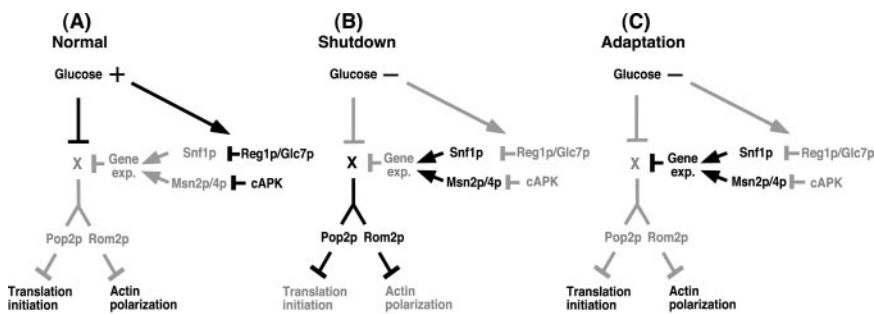 (A)
Normal
Glucose +
X
Gene
exp.
Snf1p
Reg1p/Glc7p
Msn2p/4p
cAPK
Pop2p Rom2p
Translation
initiation
Actin
polarization
(B)
Shutdown
Glucose −
X
Gene
exp.
Snf1p
Reg1p/Glc7p
Msn2p/4p
cAPK
Pop2p Rom2p
Translation
initiation
Actin
polarization
(C)
Adaptation
Glucose −
X
Gene
exp.
Snf1p
Reg1p/Glc7p
Msn2p/4p
cAPK
Pop2p Rom2p
Translation
initiation
Actin
polarization